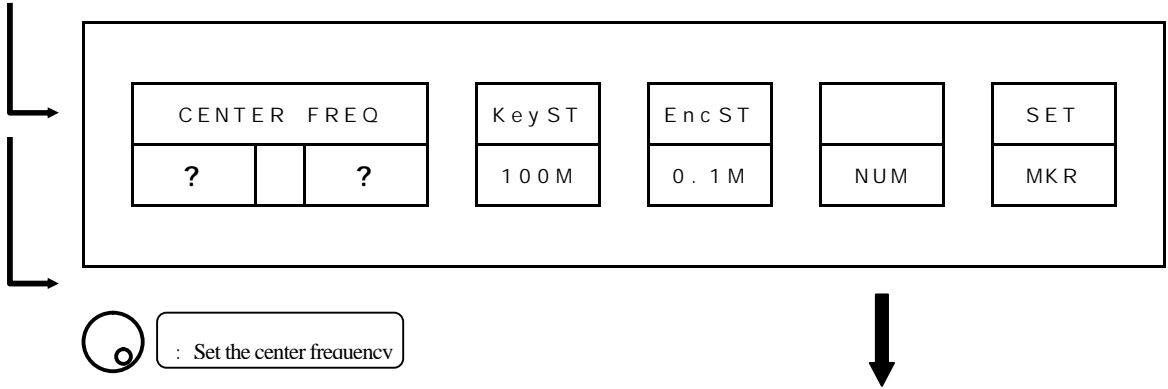 CENTER FREQ KeyST EncST SET
? ? 100M 0.1M NUM MKR
: Set the center frequency